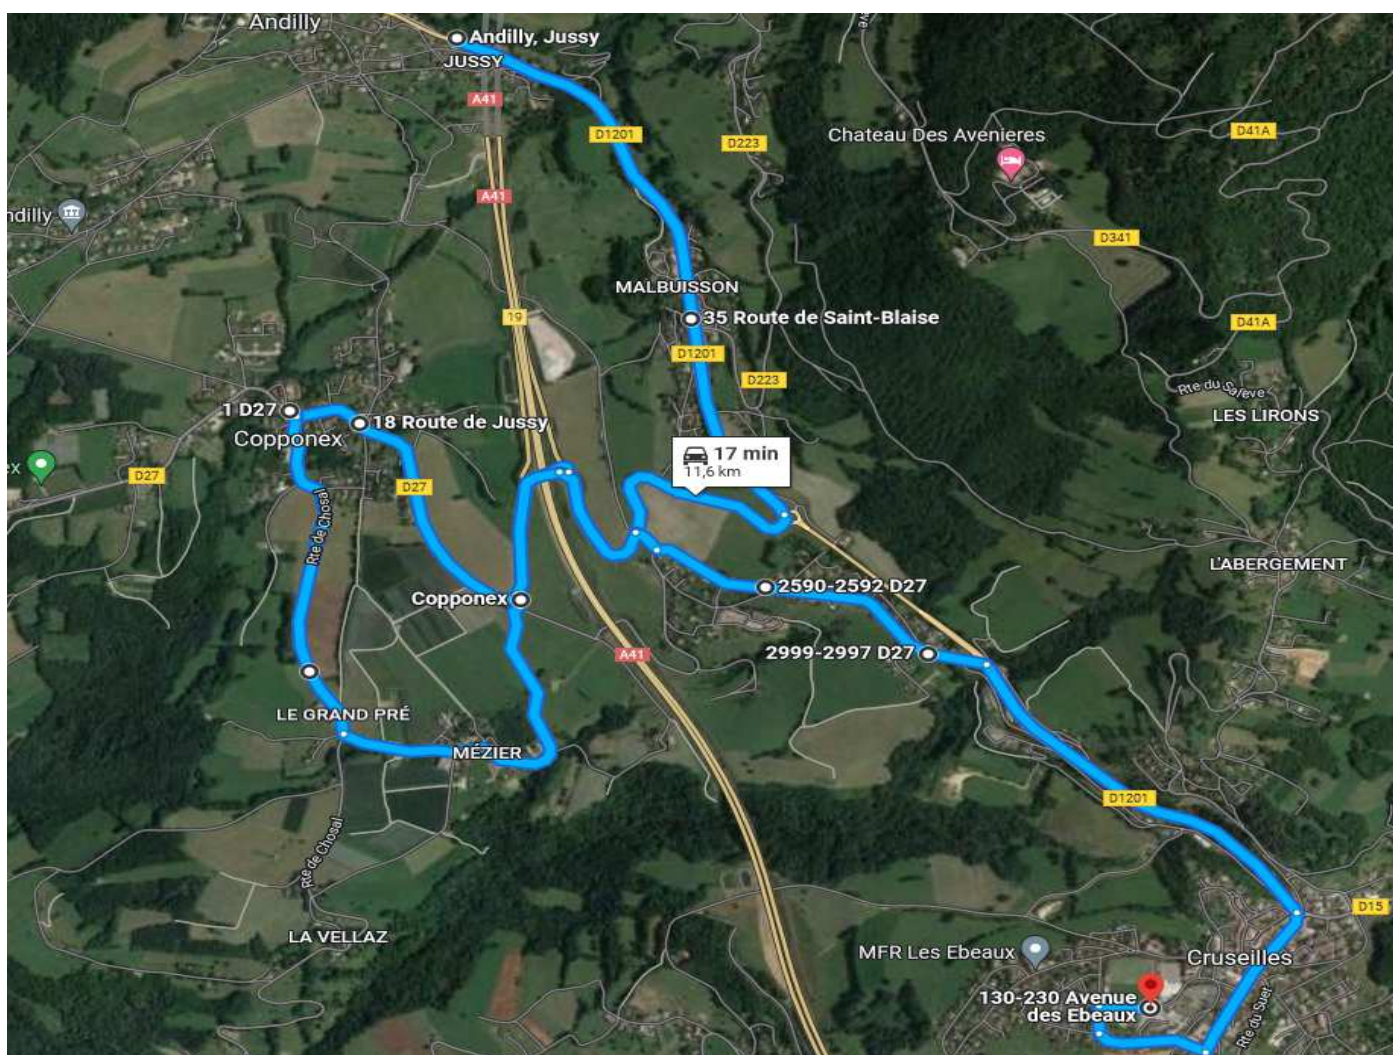 Andilly
Andilly, Jussy
JUSSY
A41
D1201
D223
Chateau Des Avenieres
D41A
A41
ndilly
D341
MALBUISSON
19
35 Route de Saint-Blaise
D41A
D1201
D223
Rte du Salève
LES LIRONS
1 D27
18 Route de Jussy
Copponex
17 min
11,6 km
ex
D27
D27
Rte de Chosal
L'ABERGEMENT
2590-2592 D27
Copponex
2999-2997 D27
A41
LE GRAND PRÉ
MÉZIER
D1201
Rte de Chosal
D15
LA VELLAZ
MFR Les Ebeaux
Cruseilles
130-230 Avenue
des Ebeaux
Rte du Suet